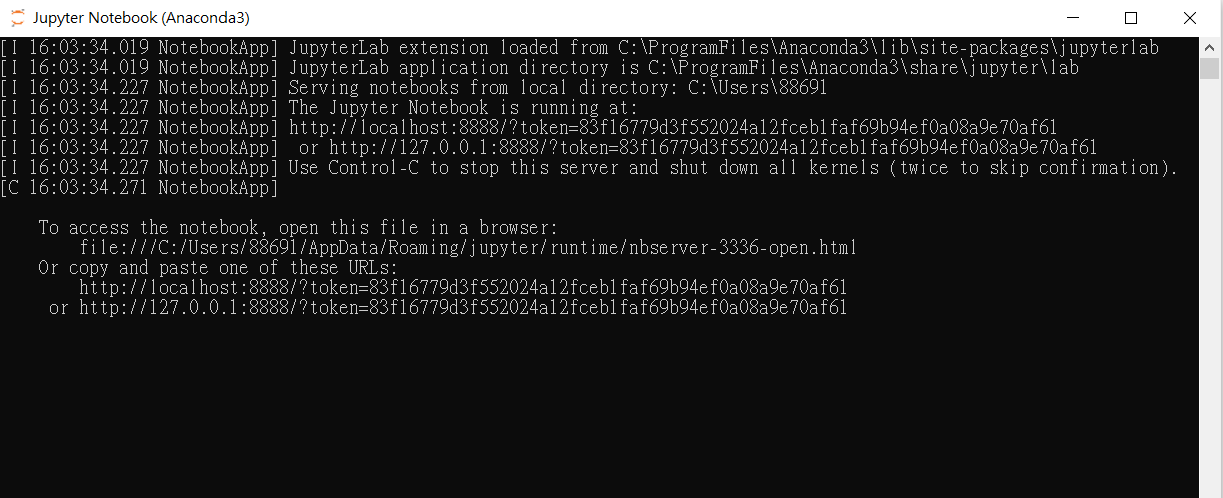 Jupyter Notebook (Anaconda3)
[I 16:03:34.019 NotebookApp] JupyterLab extension loaded from C:\ProgramFiles\Anaconda3\lib\site-packages\jupyterlab
[I 16:03:34.019 NotebookApp] JupyterLab application directory is C:\ProgramFiles\Anaconda3\share\jupyter\lab
[I 16:03:34.227 NotebookApp] Serving notebooks from local directory: C:\Users\88691
[I 16:03:34.227 NotebookApp] The Jupyter Notebook is running at:
[I 16:03:34.227 NotebookApp] http://localhost:8888/?token=83f16779d3f552024a12fceb1faf69b94ef0a08a9e70af61
[I 16:03:34.227 NotebookApp]  or http://127.0.0.1:8888/?token=83f16779d3f552024a12fceb1faf69b94ef0a08a9e70af61
[I 16:03:34.227 NotebookApp] Use Control-C to stop this server and shut down all kernels (twice to skip confirmation).
[C 16:03:34.271 NotebookApp]
To access the notebook, open this file in a browser:
file:///C:/Users/88691/AppData/Roaming/jupyter/runtime/nbserver-3336-open.html
Or copy and paste one of these URLs:
http://localhost:8888/?token=83f16779d3f552024a12fceb1faf69b94ef0a08a9e70af61
or http://127.0.0.1:8888/?token=83f16779d3f552024a12fceb1faf69b94ef0a08a9e70af61